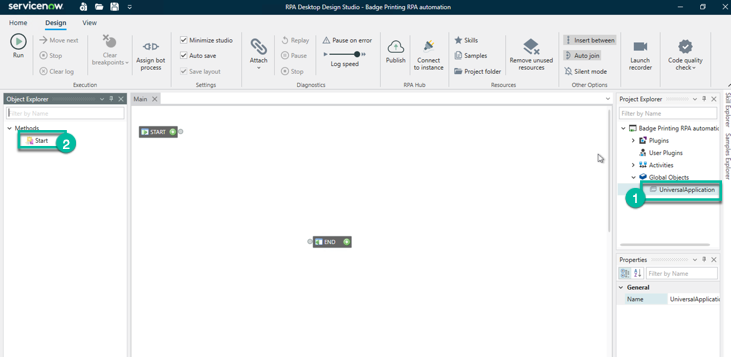 servicenow
RPA Desktop Design Studio - Badge Printing RPA automation
Home Design View
Run
Move next
Stop
Clear log
Clear breakpoints
Execution
Assign bot process
Minimize studio
Auto save
Save layout
Settings
Attach
Replay
Pause
Stop
Pause on error
Log speed
Diagnostics
Publish
Connect to instance
RPA Hub
Skills
Samples
Project folder
Remove unused resources
Resources
Insert between
Auto join
Silent mode
Other Options
Launch recorder
Code quality check
Object Explorer
Filter by Name
Methods
Start
2
Main
START
END
Project Explorer
Filter by Name
Badge Printing RPA automatic
Plugins
User Plugins
Activities
Global Objects
UniversalApplication
1
Properties
Filter by Name
General
Name UniversalApplicatio
Skill Explorer
Samples Explorer